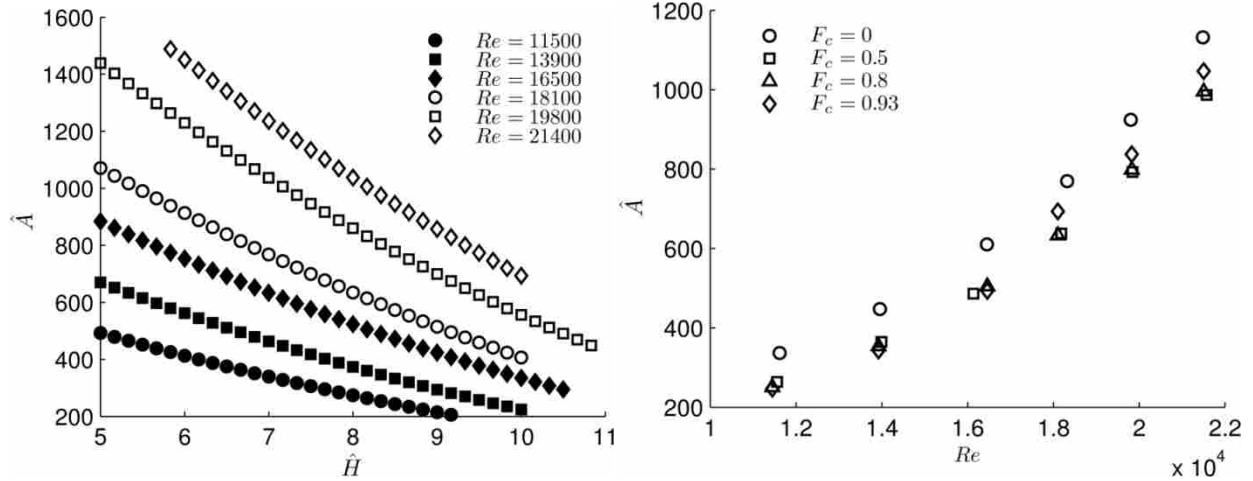 1600
1400
1200
1000
800
600
400
200
Â
5 6 7 8 9 10 11
Ĥ
Re = 11500
Re = 13900
Re = 16500
Re = 18100
Re = 19800
Re = 21400
1200
1000
800
600
400
200
Â
1 1.2 1.4 1.6 1.8 2 2.2
Re
x 10⁴
F_c = 0
F_c = 0.5
F_c = 0.8
F_c = 0.93